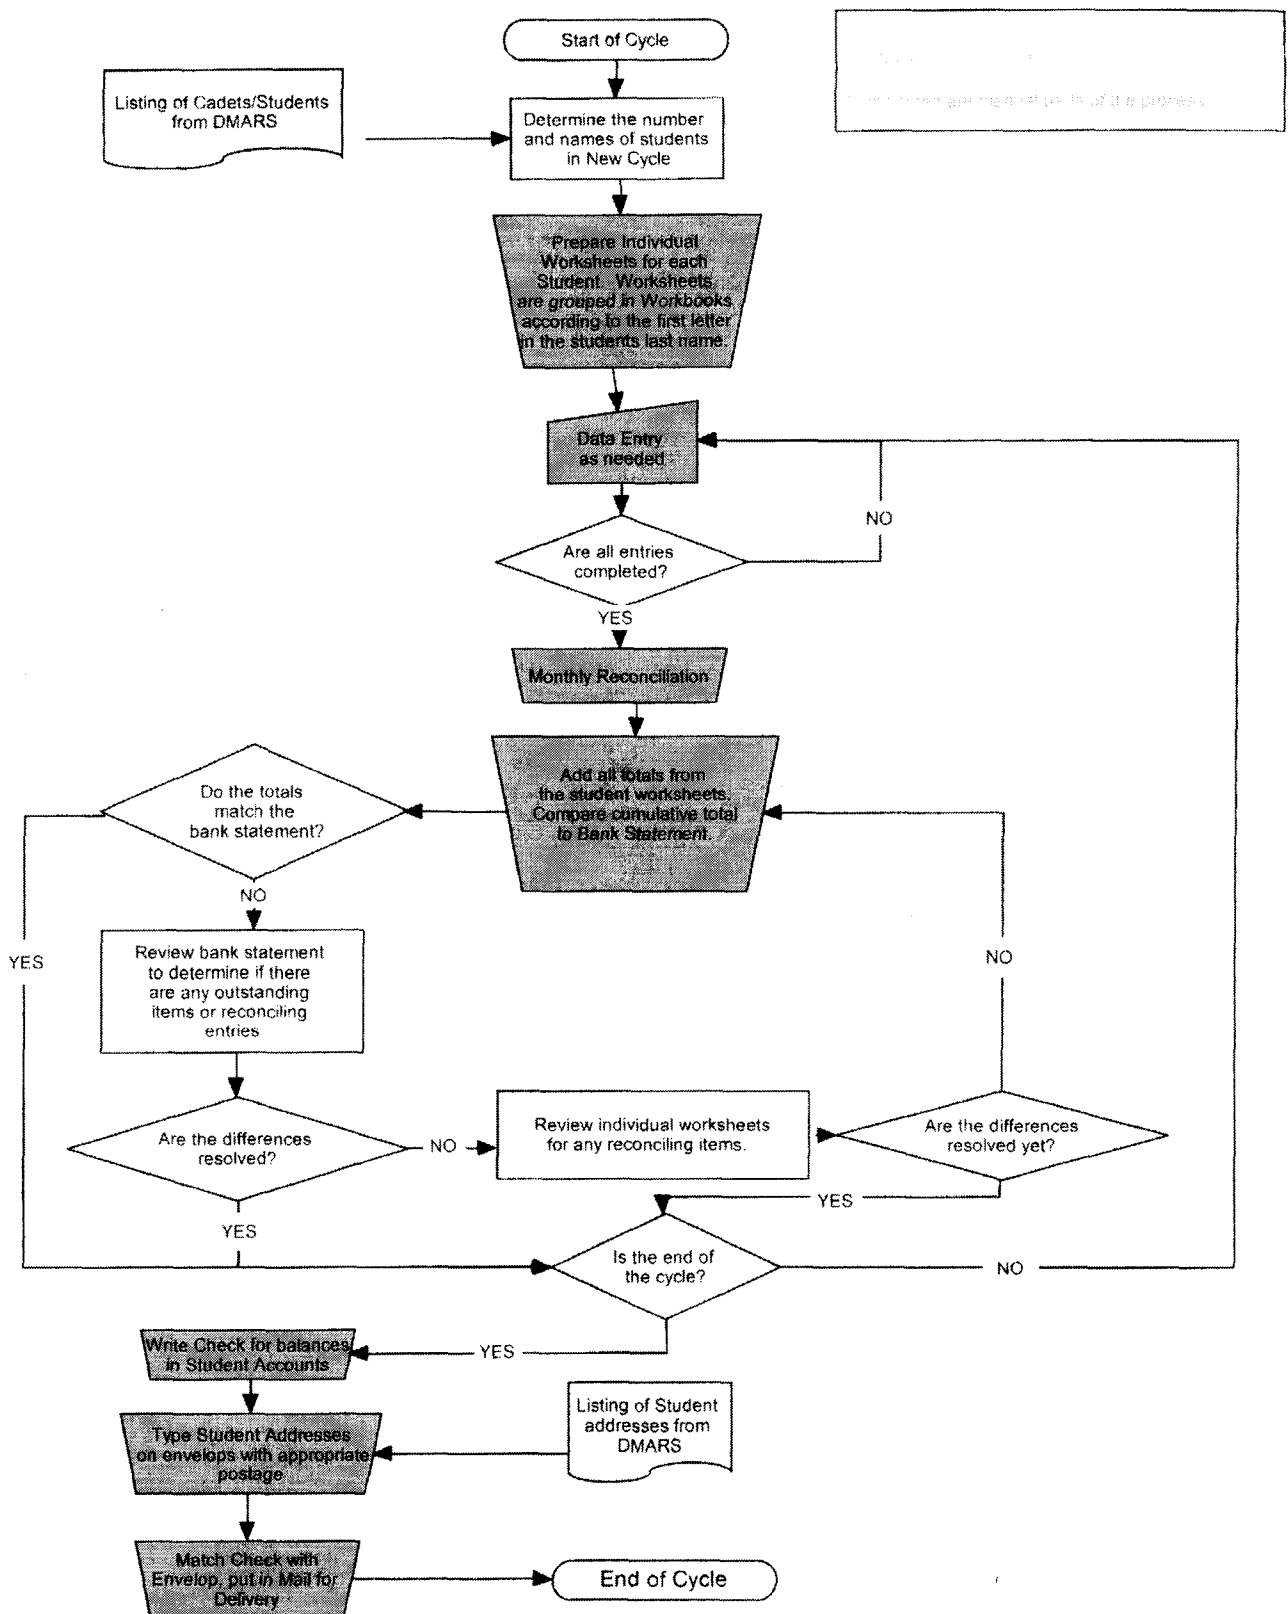 Start of Cycle
Listing of Cadets/Students
from DMARS
Determine the number
and names of students
in New Cycle
of the process
Prepare Individual
Worksheets for each
Student. Worksheets
are grouped in Workbooks
according to the first letter
in the students last name.
Data Entry
as needed
NO
Are all entries
completed?
YES
Monthly Reconciliation
Add all totals from
the student worksheets.
Compare cumulative total
to Bank Statement.
Do the totals
match the
bank statement?
NO
YES
NO
Review bank statement
to determine if there
are any outstanding
items or reconciling
entries
Are the differences
resolved?
NO
Review individual worksheets
for any reconciling items.
Are the differences
resolved yet?
YES
YES
Is the end of
the cycle?
NO
YES
Write Check for balances
in Student Accounts
Listing of Student
addresses from
DMARS
Type Student Addresses
on envelops with appropriate
postage
Match Check with
Envelop, put in Mail for
Delivery
End of Cycle